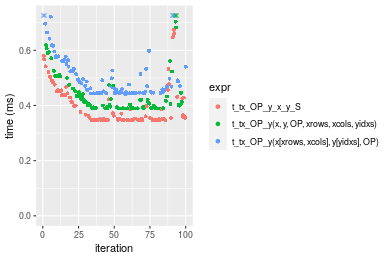 0.6
0.4
0.2
0.0
time (ms)
0
25
50
75
100
iteration
expr
t_tx_OP_y_x_y_S
t_tx_OP_y(x, y, OP, xrows, xcols, yidxs)
t_tx_OP_y(x[xrows, xcols], y[yidxs], OP)